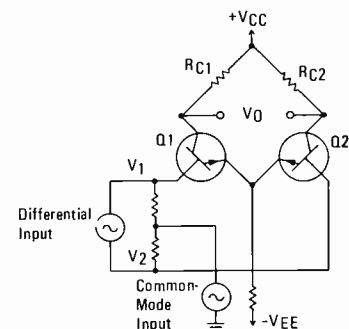 +VCC
RC1
RC2
VO
Q1
Q2
V1
Differential
Input
V2
Common-
Mode
Input
-VEE